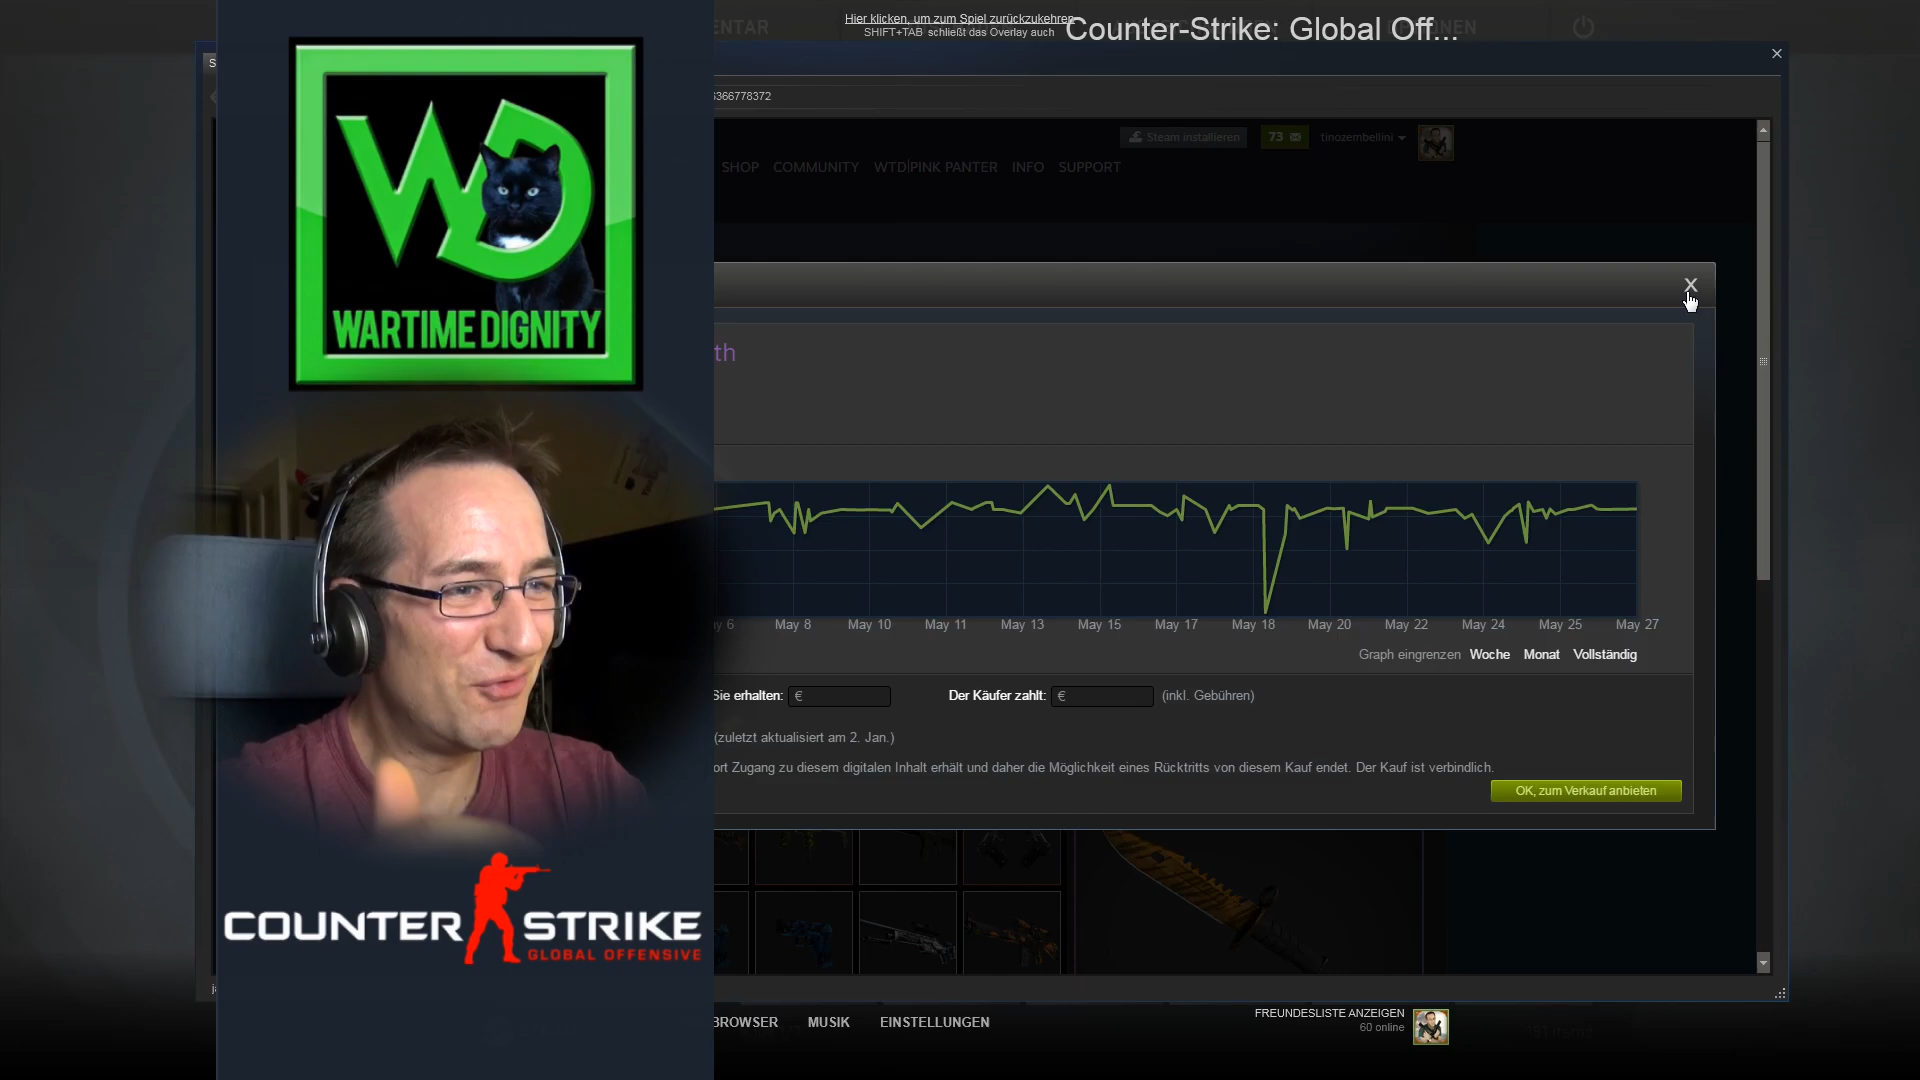 Hier klicken, um zum Spiel zurückzukehren
SHIFT+TAB schließt das Overlay auch
Counter-Strike: Global Off...
S
6366778372
Steam installieren
73
tinozembellini
SHOP COMMUNITY WTD|PINK PANTER INFO SUPPORT
X
WD
WARTIME DIGNITY
th
May 8 May 10 May 11 May 13 May 15 May 17 May 18 May 20 May 22 May 24 May 25 May 27
Graph eingrenzen Woche Monat Vollständig
Sie erhalten: €
Der Käufer zahlt: € (inkl. Gebühren)
(zuletzt aktualisiert am 2. Jan.)
ort Zugang zu diesem digitalen Inhalt erhält und daher die Möglichkeit eines Rücktritts von diesem Kauf endet. Der Kauf ist verbindlich.
OK, zum Verkauf anbieten
COUNTER STRIKE
GLOBAL OFFENSIVE
BROWSER MUSIK EINSTELLUNGEN
FREUNDESLISTE ANZEIGEN
60 online